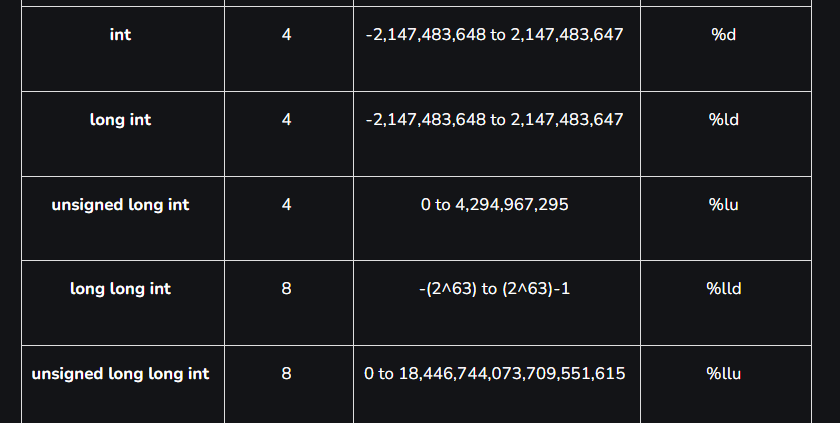 int 4 -2,147,483,648 to 2,147,483,647 %d
long int 4 -2,147,483,648 to 2,147,483,647 %ld
unsigned long int 4 0 to 4,294,967,295 %lu
long long int 8 -(2^63) to (2^63)-1 %lld
unsigned long long int 8 0 to 18,446,744,073,709,551,615 %llu